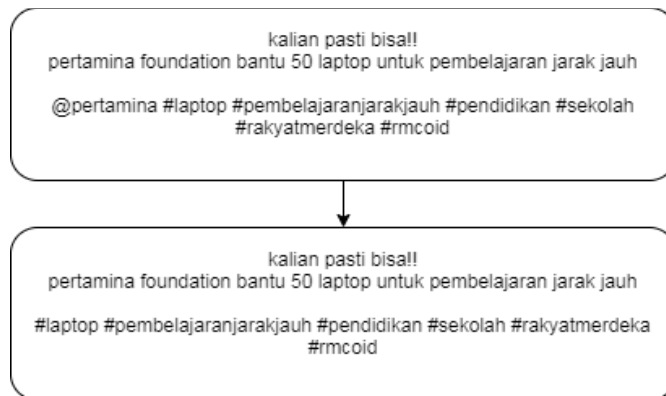 kalian pasti bisa!!
pertamina foundation bantu 50 laptop untuk pembelajaran jarak jauh
@pertamina #laptop #pembelajaranjarakjauh #pendidikan #sekolah
#rakyatmerdeka #rmcoid
kalian pasti bisa!!
pertamina foundation bantu 50 laptop untuk pembelajaran jarak jauh
#laptop #pembelajaranjarakjauh #pendidikan #sekolah #rakyatmerdeka
#rmcoid